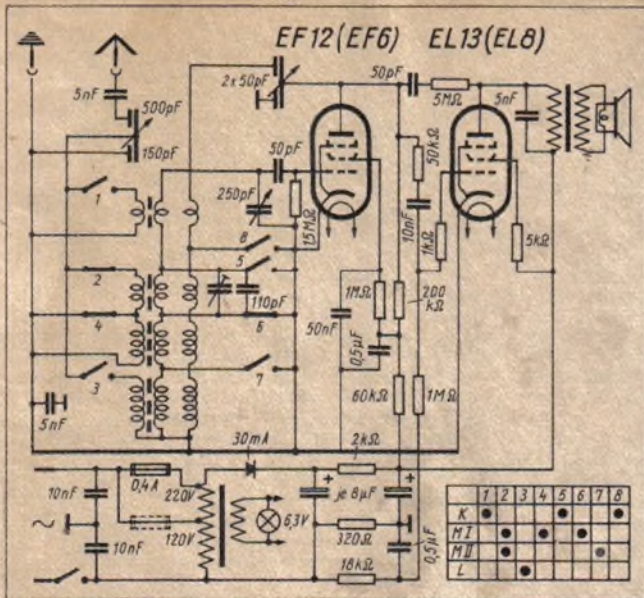 EF12(EF6) EL13(EL8)
5nF
500pF
150pF
2x50pF
50pF
5MΩ
5nF
50pF
250pF
1,5MΩ
50kΩ
10nF
1kΩ
5kΩ
1
2
4
3
8
5
6
7
110pF
50nF
1MΩ
200 kΩ
0,5µF
60kΩ
1MΩ
5nF
30mA
2kΩ
10nF
0,4A
220V
120V
6,3V
je 8µF
+
+
320Ω
0,5µF
10nF
18kΩ
~
1 2 3 4 5 6 7 8
K
M I
M II
L